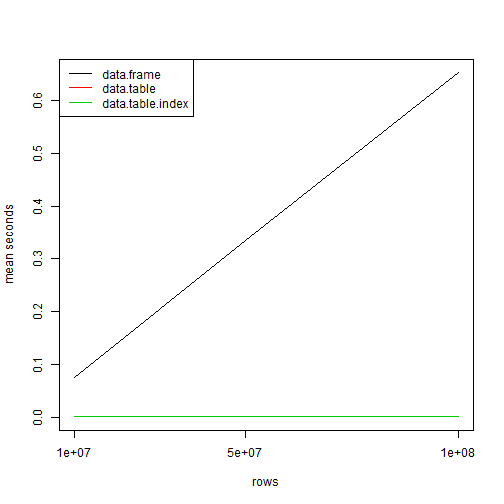 data.frame
data.table
data.table.index
mean seconds
0.6
0.5
0.4
0.3
0.2
0.1
0.0
1e+07
5e+07
1e+08
rows